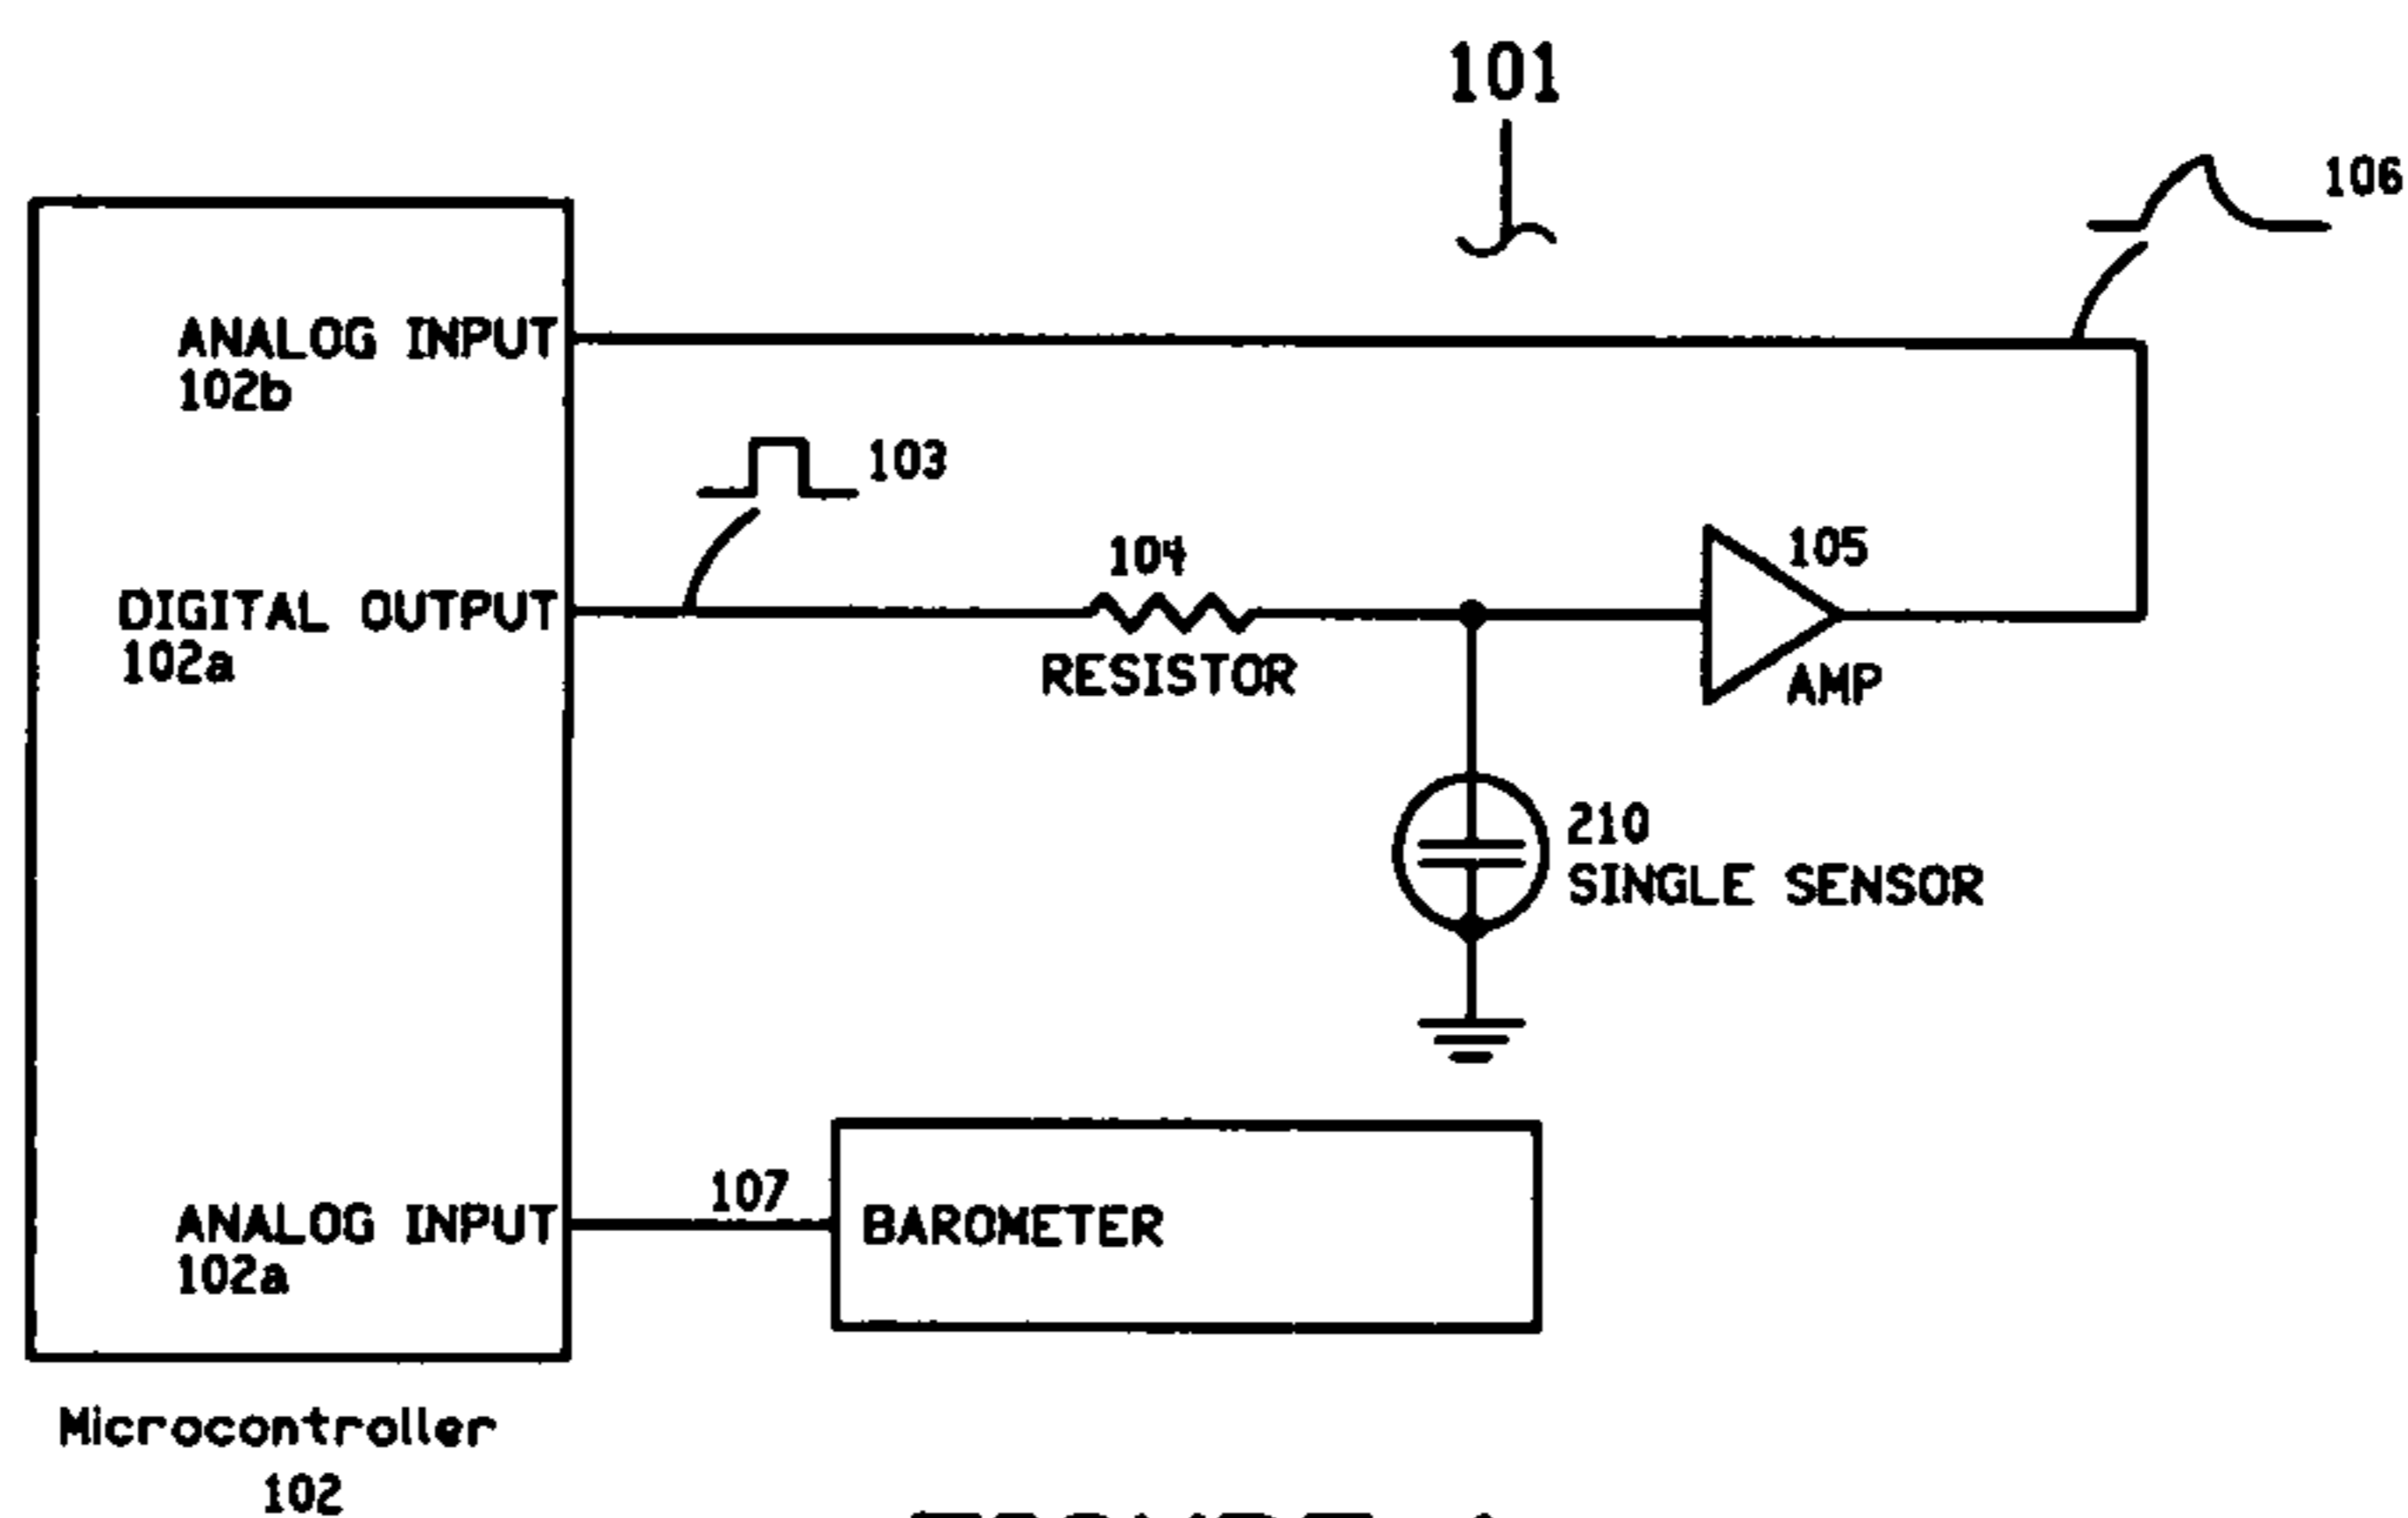 101
106
ANALOG INPUT
102b
103
104
105
DIGITAL OUTPUT
102a
RESISTOR
AMP
210
SINGLE SENSOR
107
ANALOG INPUT
102a
BAROMETER
Microcontroller
102